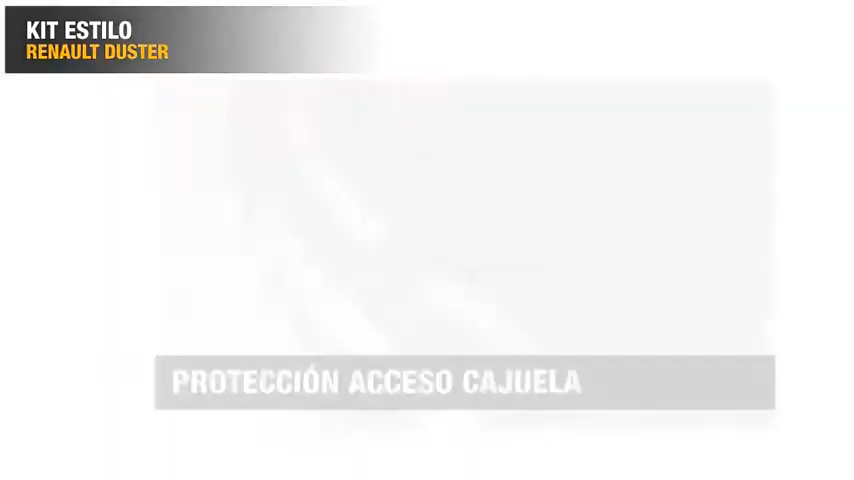 KIT ESTILO
RENAULT DUSTER
PROTECCIÓN ACCESO CAJUELA